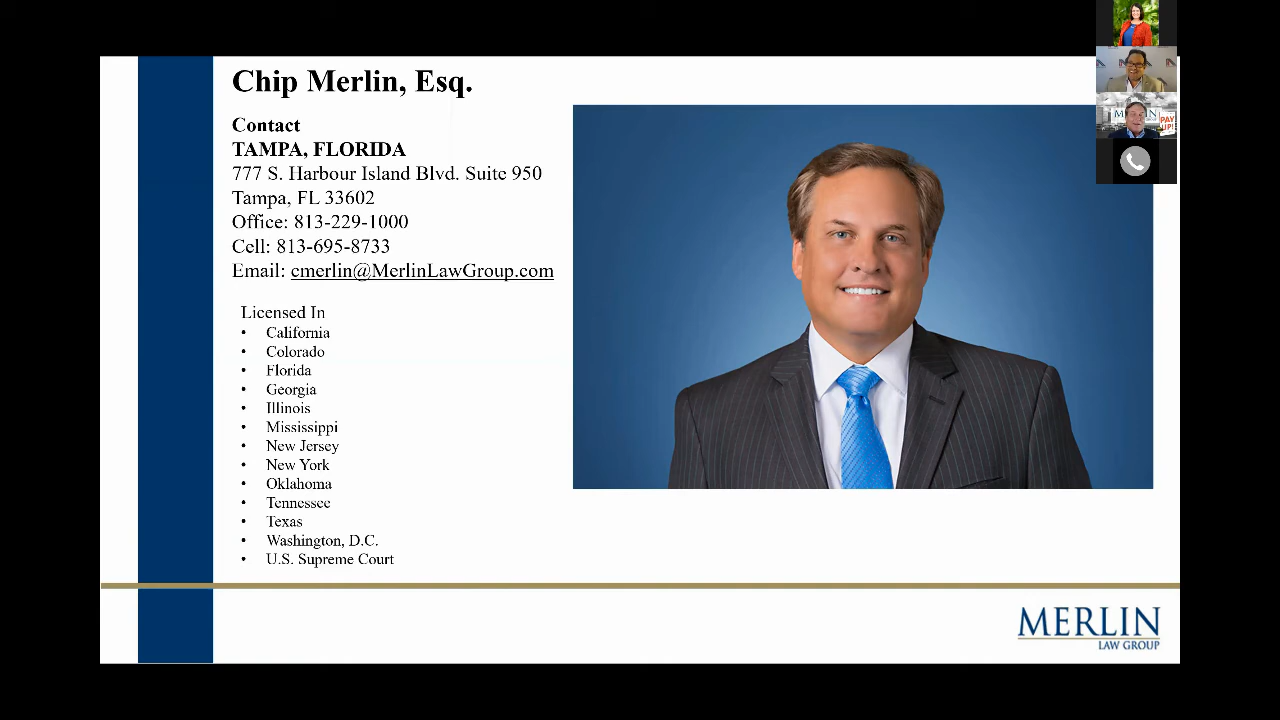 Chip Merlin, Esq.
Contact
TAMPA, FLORIDA
777 S. Harbour Island Blvd. Suite 950
Tampa, FL 33602
Office: 813-229-1000
Cell: 813-695-8733
Email: cmerlin@MerlinLawGroup.com
Licensed In
• California
• Colorado
• Florida
• Georgia
• Illinois
• Mississippi
• New Jersey
• New York
• Oklahoma
• Tennessee
• Texas
• Washington, D.C.
• U.S. Supreme Court
MERLIN
LAW GROUP
PAY
UP!